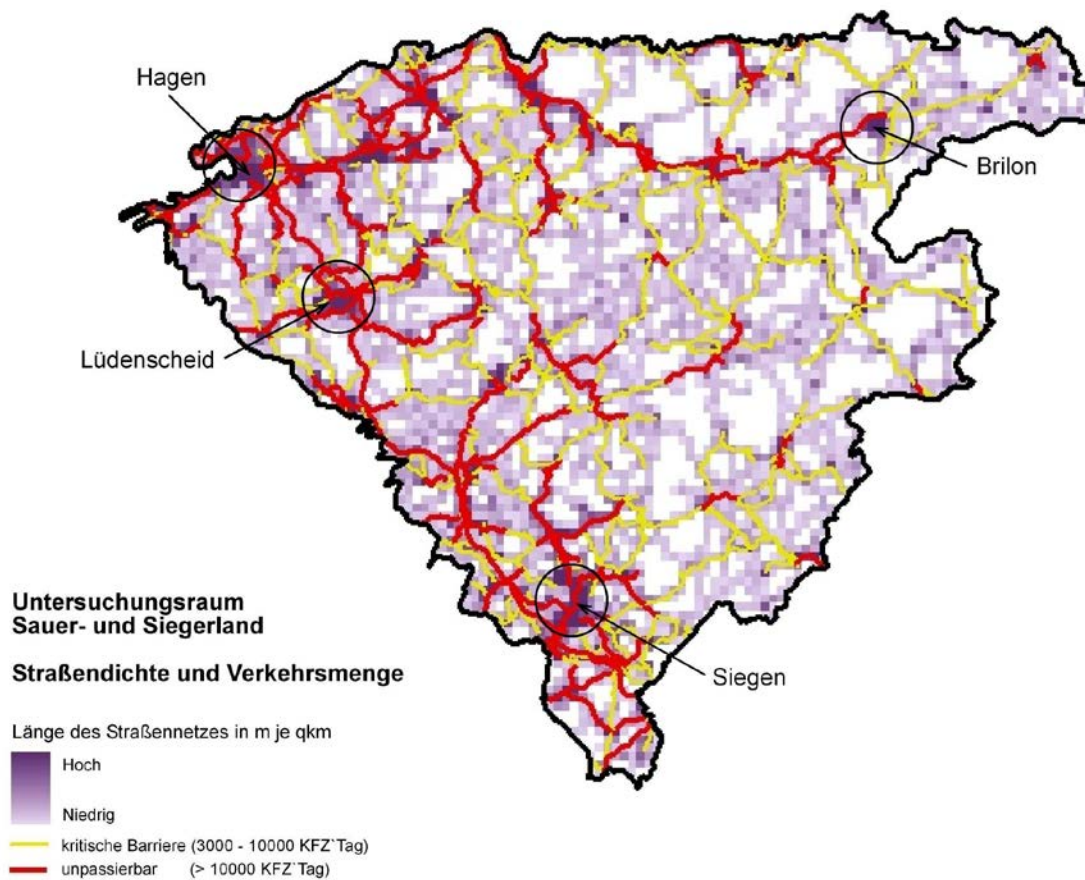 Hagen
Brilon
Lüdenscheid
Siegen
Untersuchungsraum
Sauer- und Siegerland
Straßendichte und Verkehrsmenge
Länge des Straßennetzes in m je qkm
Hoch
Niedrig
kritische Barriere (3000 - 10000 KFZ`Tag)
unpassierbar (> 10000 KFZ`Tag)